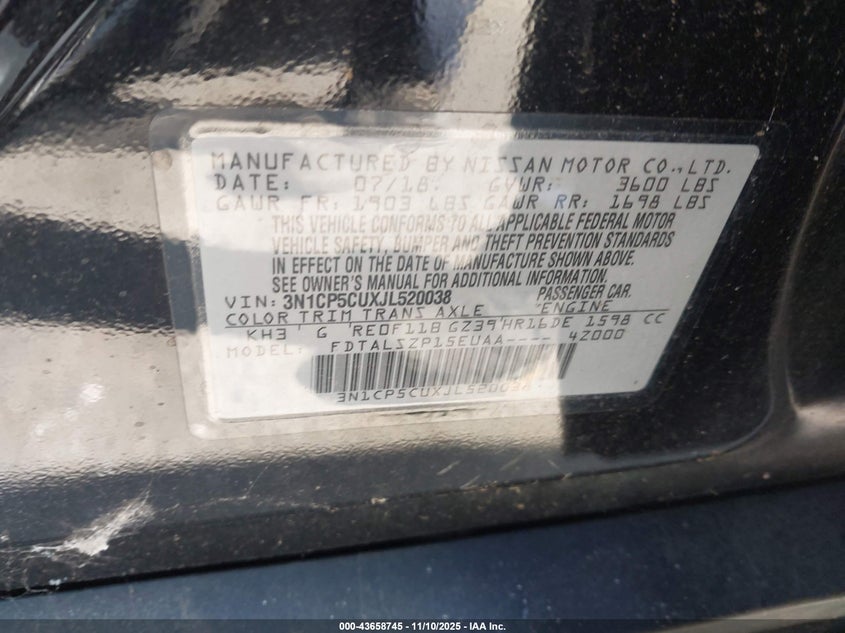 MANUFACTURED BY NISSAN MOTOR CO., LTD.
DATE: 07/18. GVWR: 3600 LBS
GAWR FR: 1903 LBS GAWR RR: 1698 LBS
THIS VEHICLE CONFORMS TO ALL APPLICABLE FEDERAL MOTOR
VEHICLE SAFETY, BUMPER AND THEFT PREVENTION STANDARDS
IN EFFECT ON THE DATE OF MANUFACTURE SHOWN ABOVE.
SEE OWNER'S MANUAL FOR ADDITIONAL INFORMATION.
VIN: 3N1CP5CUXJL520038 PASSENGER CAR.
COLOR TRIM TRANS AXLE ENGINE
KH3 G RE0F11B GZ39 HR16DE 1598 CC
MODEL: FDTALSZP15EUAA---- 4Z000
3N1CP5CUXJL520038
000-43658745 - 11/10/2025 - IAA Inc.